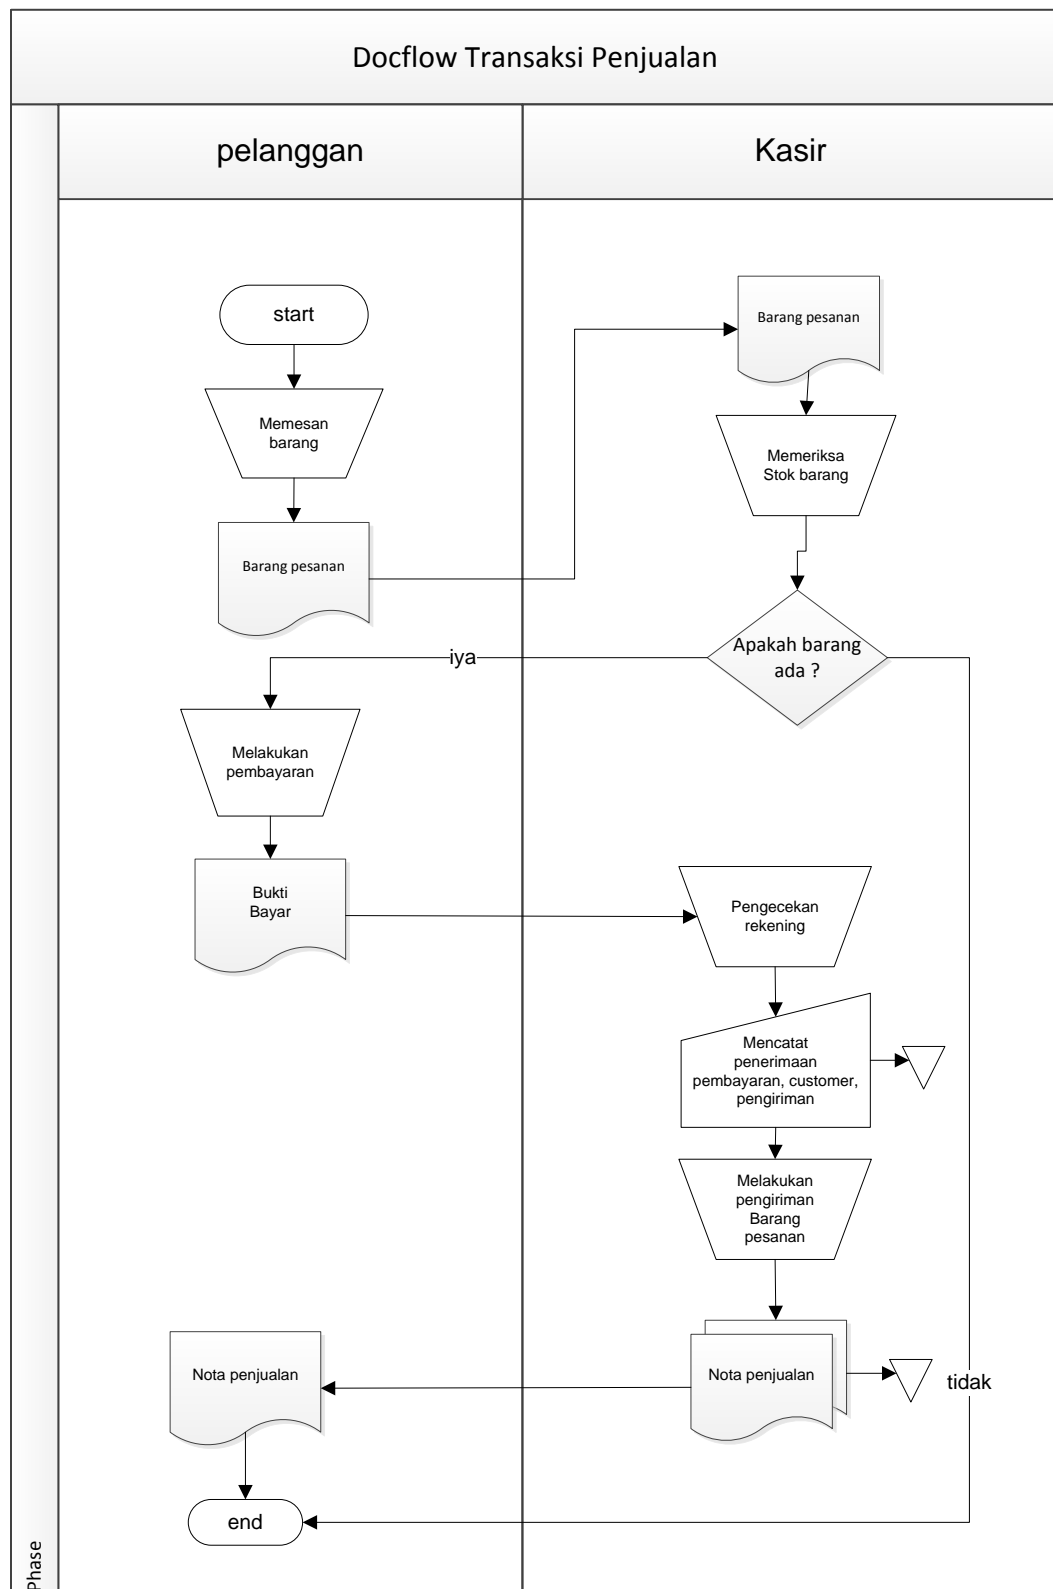 Docflow Transaksi Penjualan
pelanggan
Kasir
start
Barang pesanan
Memesan
barang
Memeriksa
Stok barang
Barang pesanan
Apakah barang
ada ?
iya
Melakukan
pembayaran
Bukti
Bayar
Pengecekan
rekening
Mencatat
penerimaan
pembayaran, customer,
pengiriman
Melakukan
pengiriman
Barang
pesanan
Nota penjualan
Nota penjualan
tidak
end
Phase